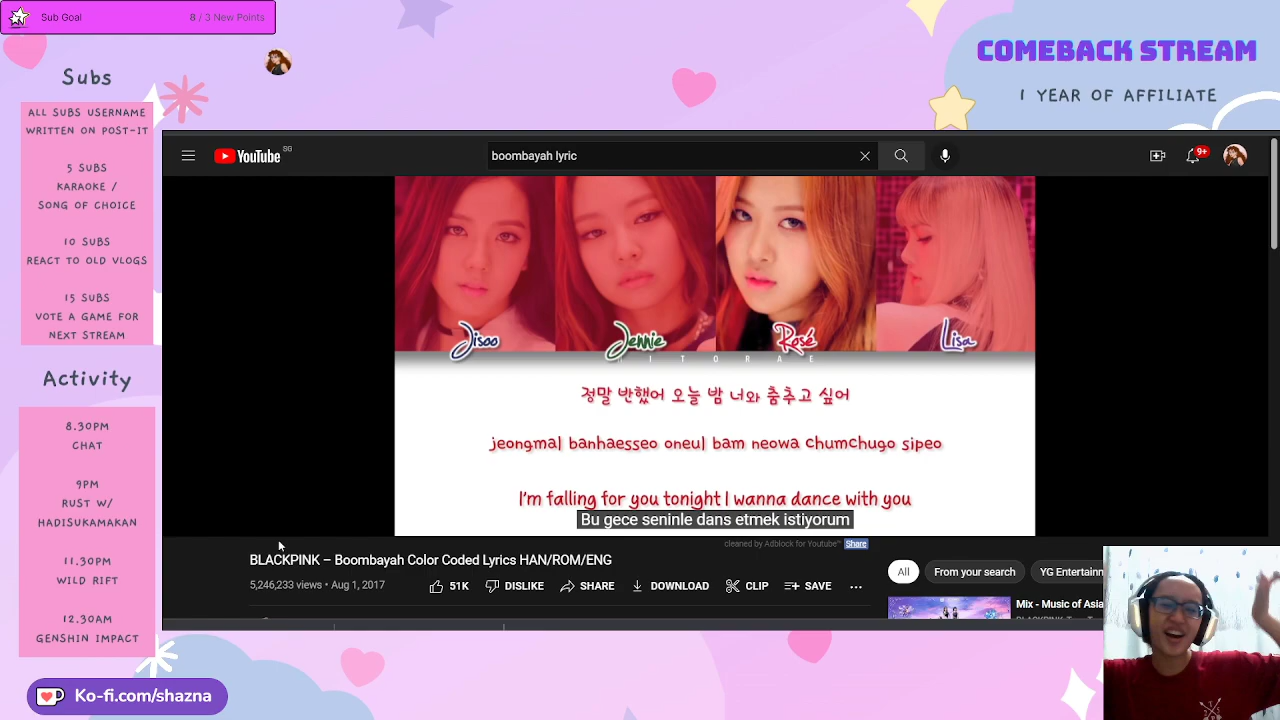 Sub Goal
8 / 3 New Points
COMEBACK STREAM
1 YEAR OF AFFILIATE
Subs
ALL SUBS USERNAME
WRITTEN ON POST-IT
5 SUBS
KARAOKE /
SONG OF CHOICE
10 SUBS
REACT TO OLD VLOGS
15 SUBS
VOTE A GAME FOR
NEXT STREAM
Activity
8.30PM
CHAT
9PM
RUST W/
HADISUKAMAKAN
11.30PM
WILD RIFT
12.30AM
GENSHIN IMPACT
Ko-fi.com/shazna
YouTube SG
boombayah lyric
9+
Jisoo
Jennie
Rosé
Lisa
I T O R A E
정말 반했어 오늘 밤 너와 춤추고 싶어
jeongmal banhaesseo oneul bam neowa chumchugo sipeo
I'm falling for you tonight I wanna dance with you
Bu gece seninle dans etmek istiyorum
cleaned by Adblock for Youtube™ Share
BLACKPINK – Boombayah Color Coded Lyrics HAN/ROM/ENG
5,246,233 views • Aug 1, 2017
51K
DISLIKE
SHARE
DOWNLOAD
CLIP
SAVE
All
From your search
YG Entertainm
Mix - Music of Asia